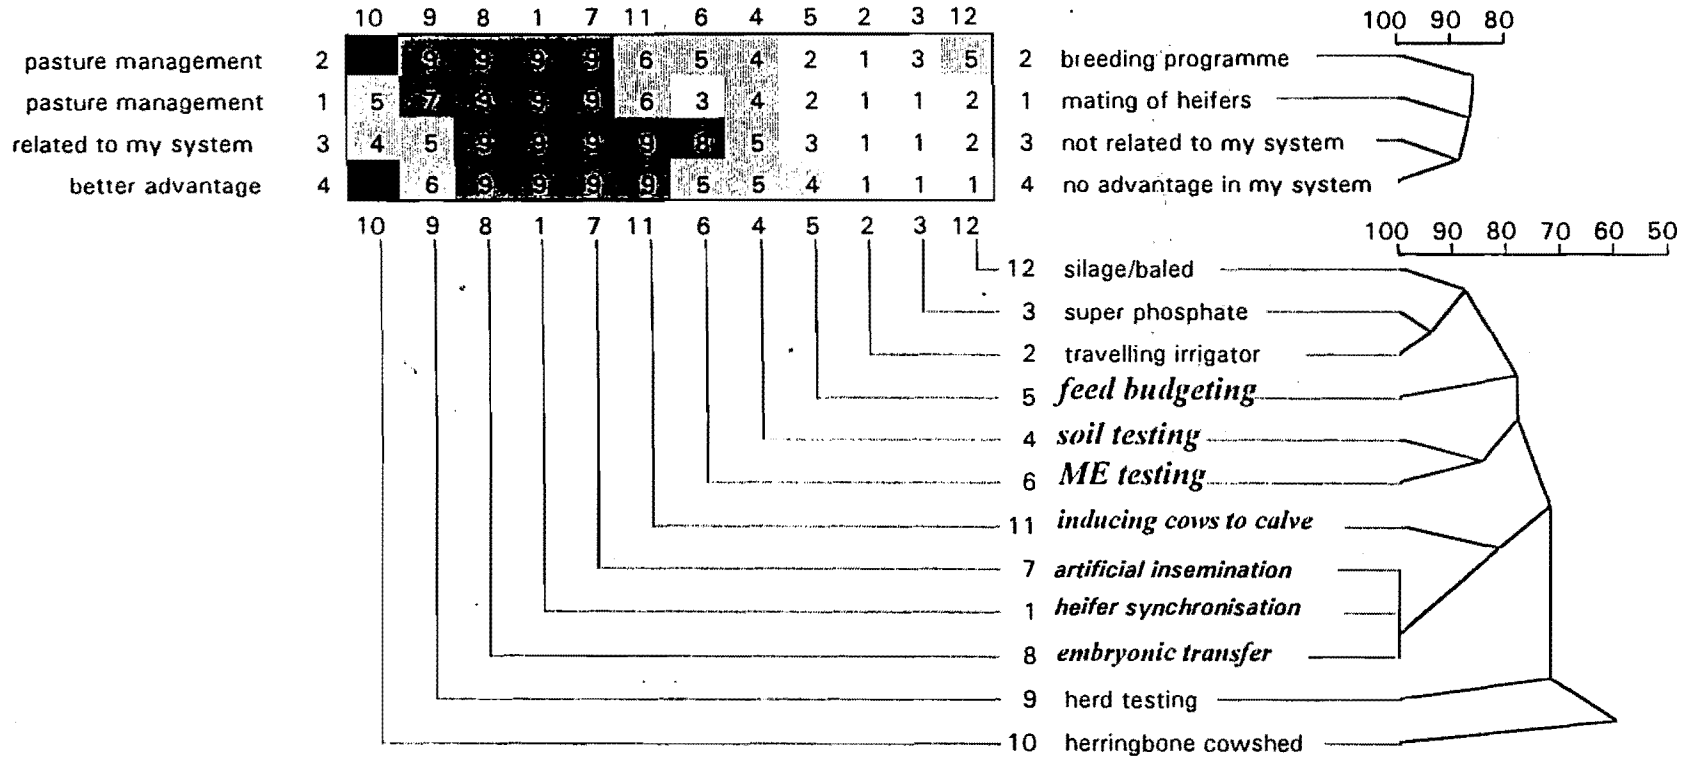 10 9 8 1 7 11 6 4 5 2 3 12 100 90 80
pasture management 2 9 9 9 9 6 5 4 2 1 3 5 2 breeding programme
pasture management 1 5 7 9 9 9 6 3 4 2 1 1 2 1 mating of heifers
related to my system 3 4 5 9 9 9 9 8 5 3 1 1 2 3 not related to my system
better advantage 4 6 9 9 9 9 5 5 4 1 1 1 4 no advantage in my system
10 9 8 1 7 11 6 4 5 2 3 12 100 90 80 70 60 50
12 silage/baled
3 super phosphate
2 travelling irrigator
5 feed budgeting
4 soil testing
6 ME testing
11 inducing cows to calve
7 artificial insemination
1 heifer synchronisation
8 embryonic transfer
9 herd testing
10 herringbone cowshed